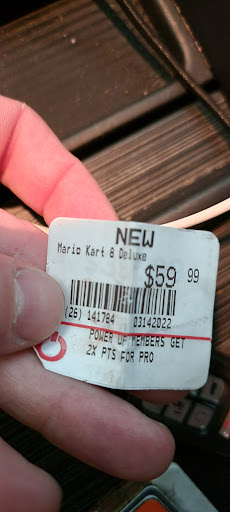 NEW
Mario Kart 8 Deluxe
$59 99
(26) 141784 03142022
POWER UP MEMBERS GET
2X PTS FOR PRO